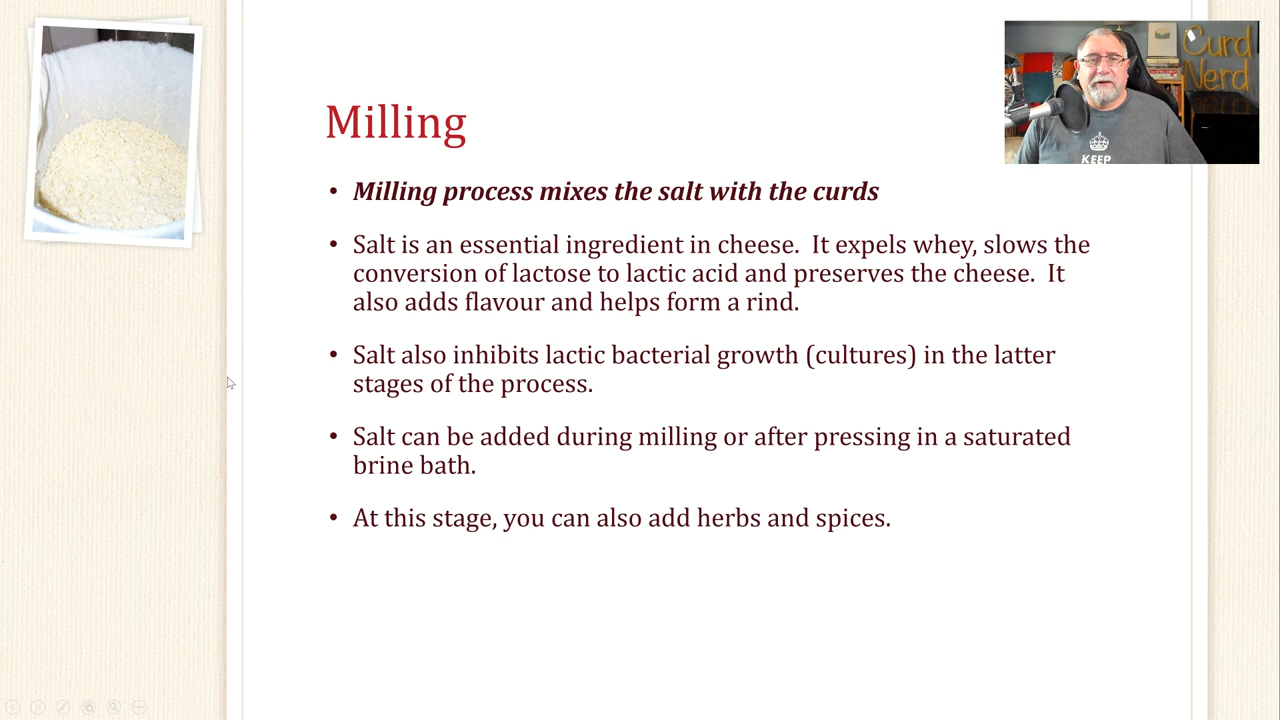 Milling
Curd
Nerd
KEEP
• Milling process mixes the salt with the curds
• Salt is an essential ingredient in cheese.  It expels whey, slows the
conversion of lactose to lactic acid and preserves the cheese.  It
also adds flavour and helps form a rind.
• Salt also inhibits lactic bacterial growth (cultures) in the latter
stages of the process.
• Salt can be added during milling or after pressing in a saturated
brine bath.
• At this stage, you can also add herbs and spices.